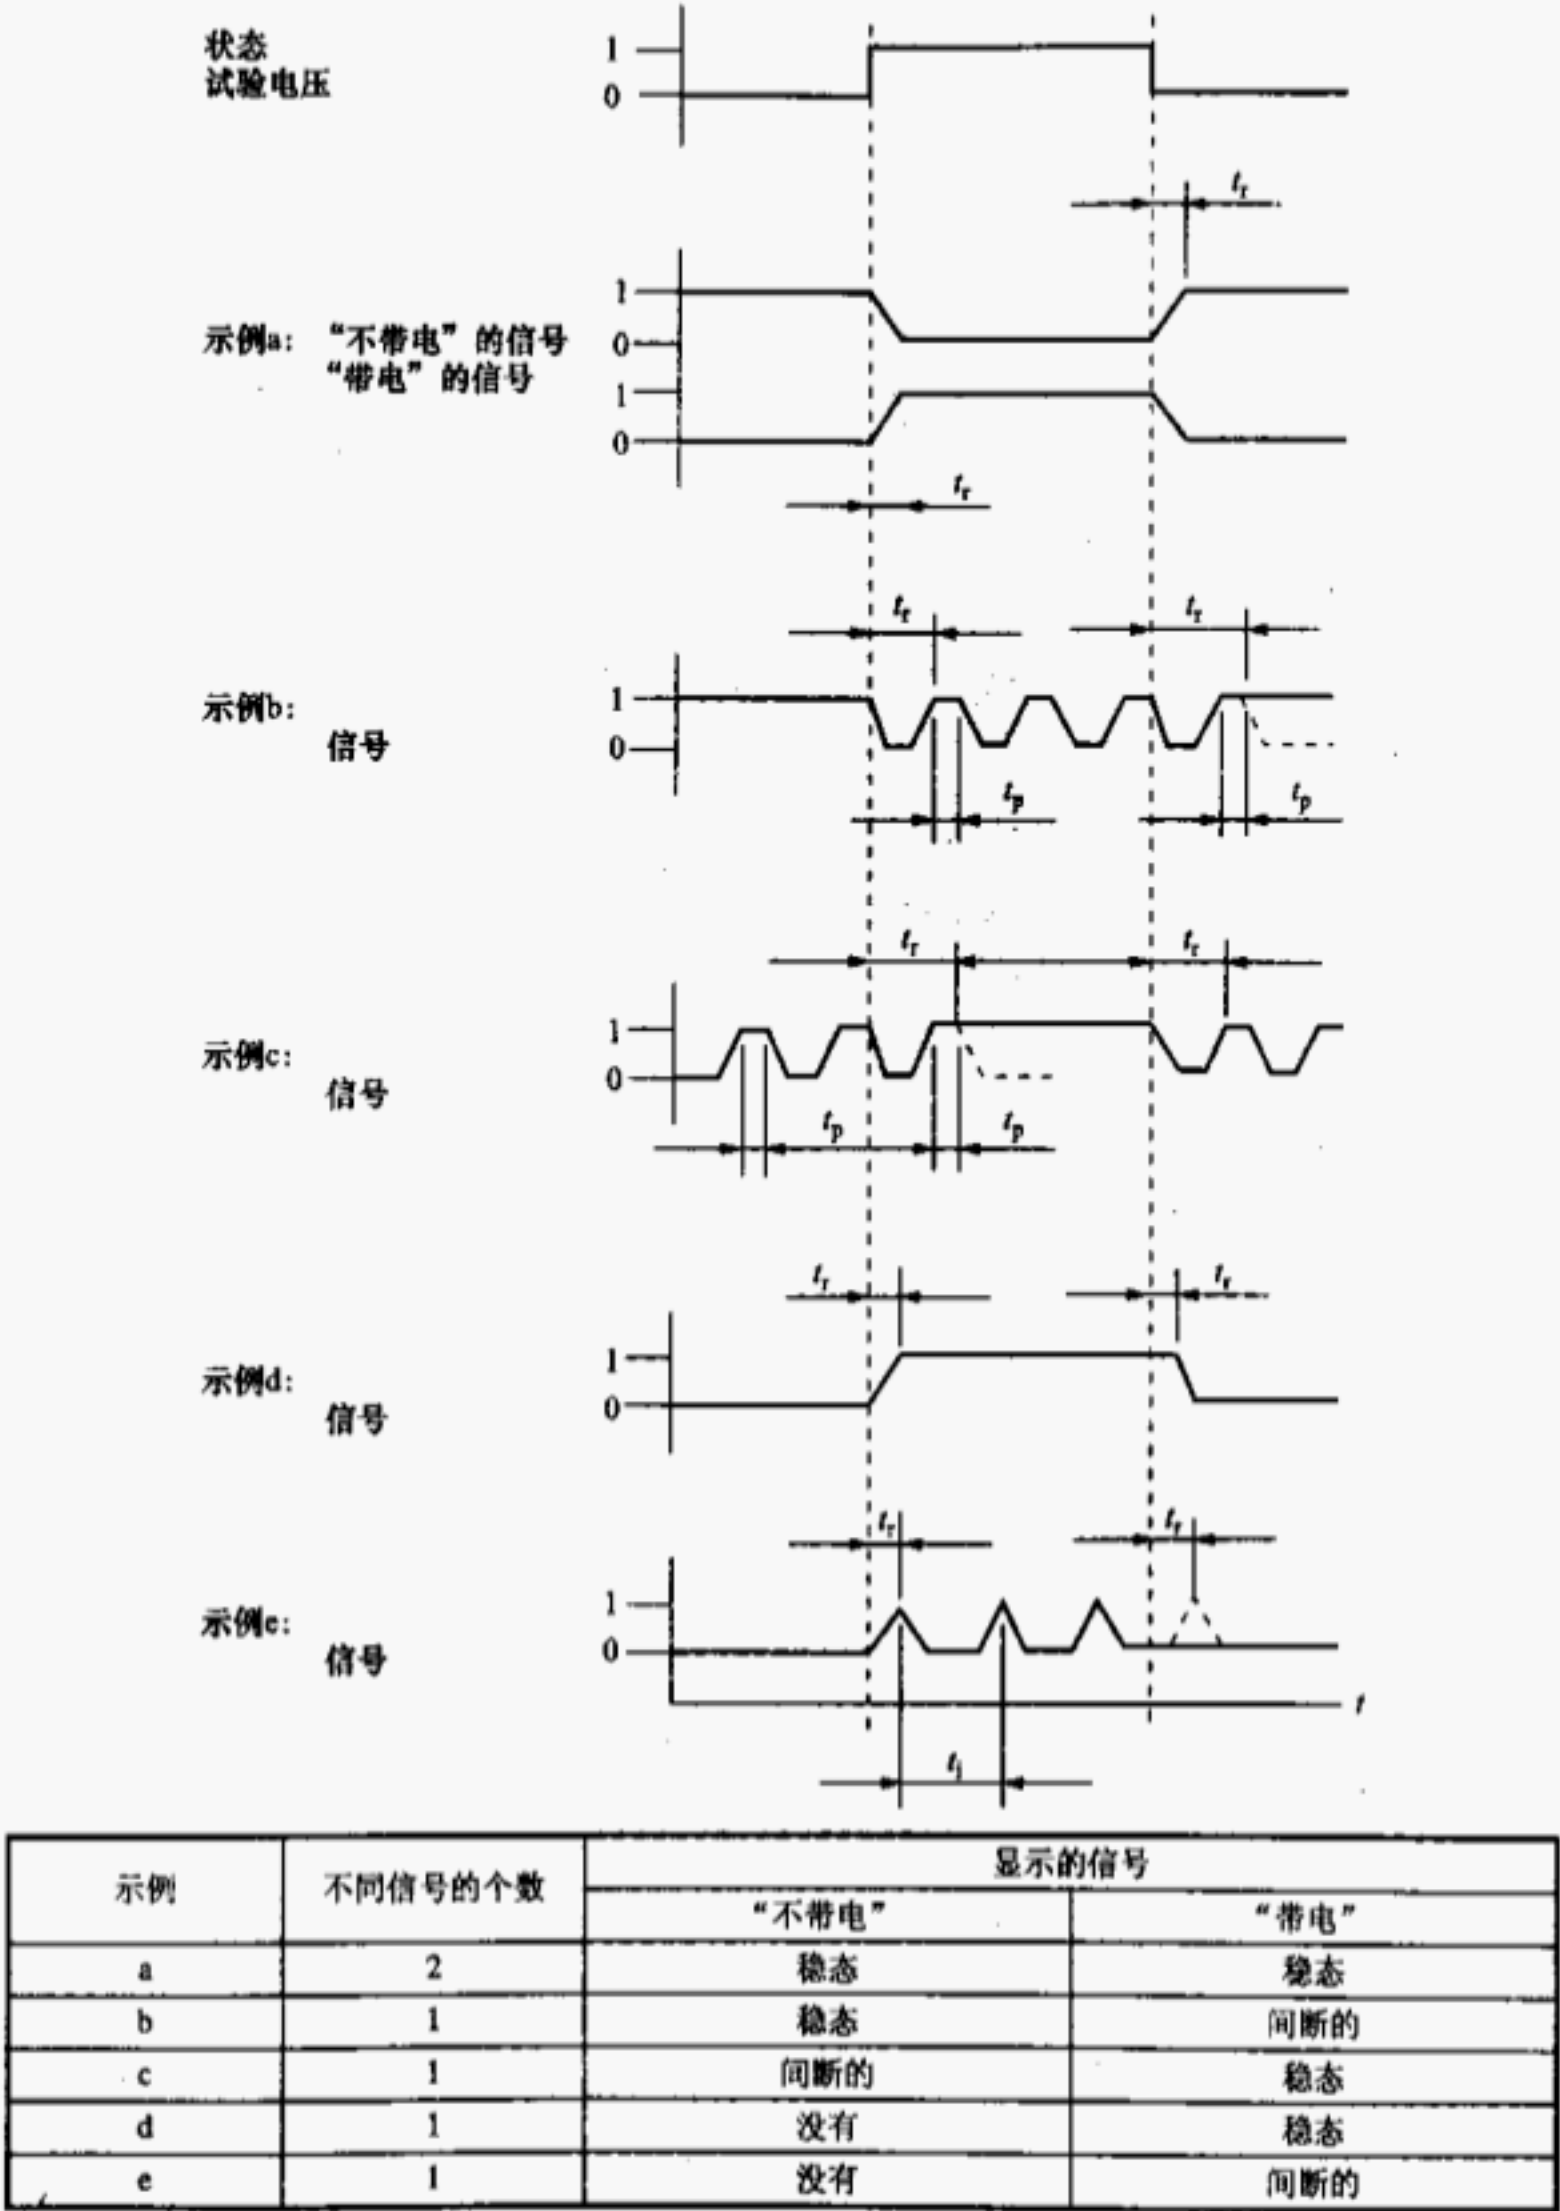 状态
试验电压
1
0
tr
示例a: “不带电”的信号
“带电”的信号
1
0
1
0
tr
tr
tr
示例b:
信号
1
0
tp
tp
tr
tr
示例c:
信号
1
0
tp
tp
tr
tr
示例d:
信号
1
0
tr
tr
示例e:
信号
1
0
t
ti
示例 不同信号的个数 显示的信号
“不带电” “带电”
a 2 稳态 稳态
b 1 稳态 间断的
c 1 间断的 稳态
d 1 没有 稳态
e 1 没有 间断的